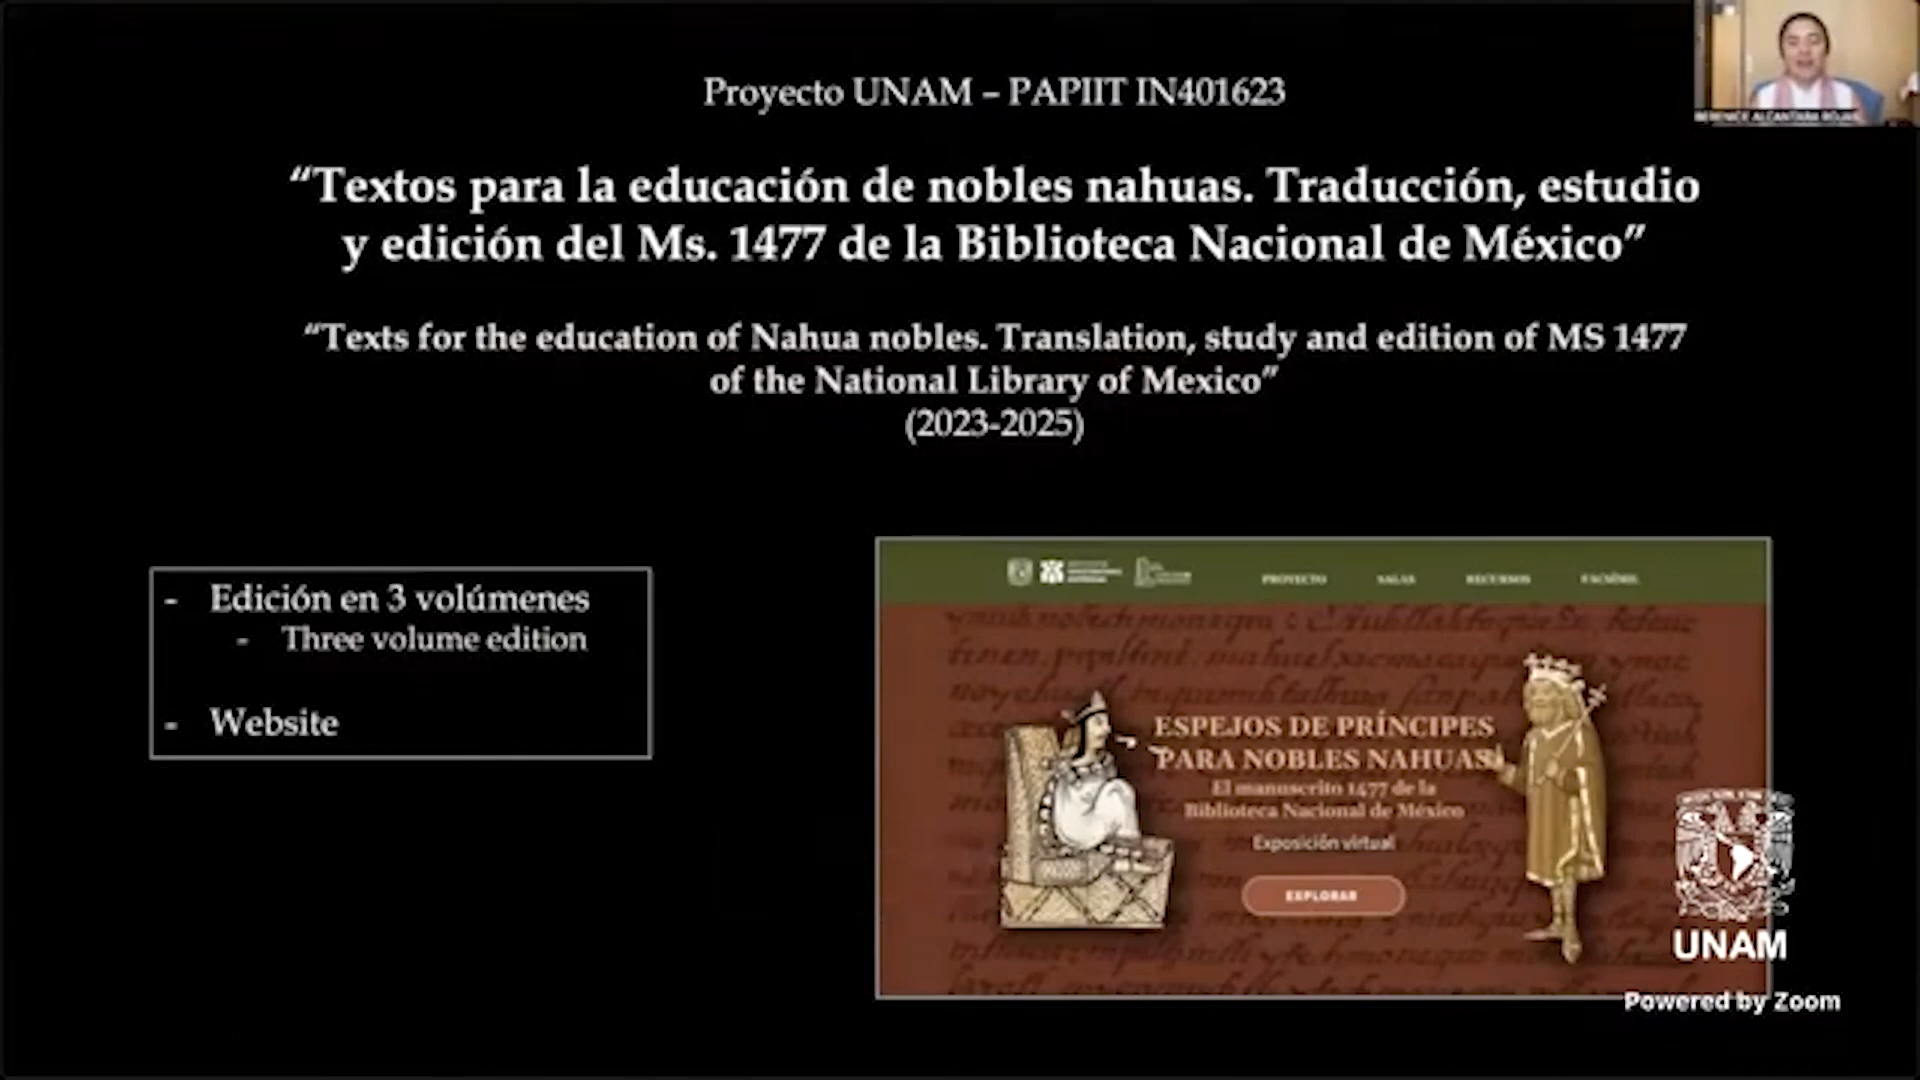 BERENICE ALCANTARA ROJAS
Proyecto UNAM – PAPIIT IN401623
“Textos para la educación de nobles nahuas. Traducción, estudio
y edición del Ms. 1477 de la Biblioteca Nacional de México”
“Texts for the education of Nahua nobles. Translation, study and edition of MS 1477
of the National Library of Mexico”
(2023-2025)
- Edición en 3 volúmenes
- Three volume edition
- Website
PROYECTO SALAS RECURSOS FACSÍMIL
ESPEJOS DE PRÍNCIPES
PARA NOBLES NAHUAS
El manuscrito 1477 de la
Biblioteca Nacional de México
Exposición virtual
EXPLORAR
UNAM
Powered by Zoom